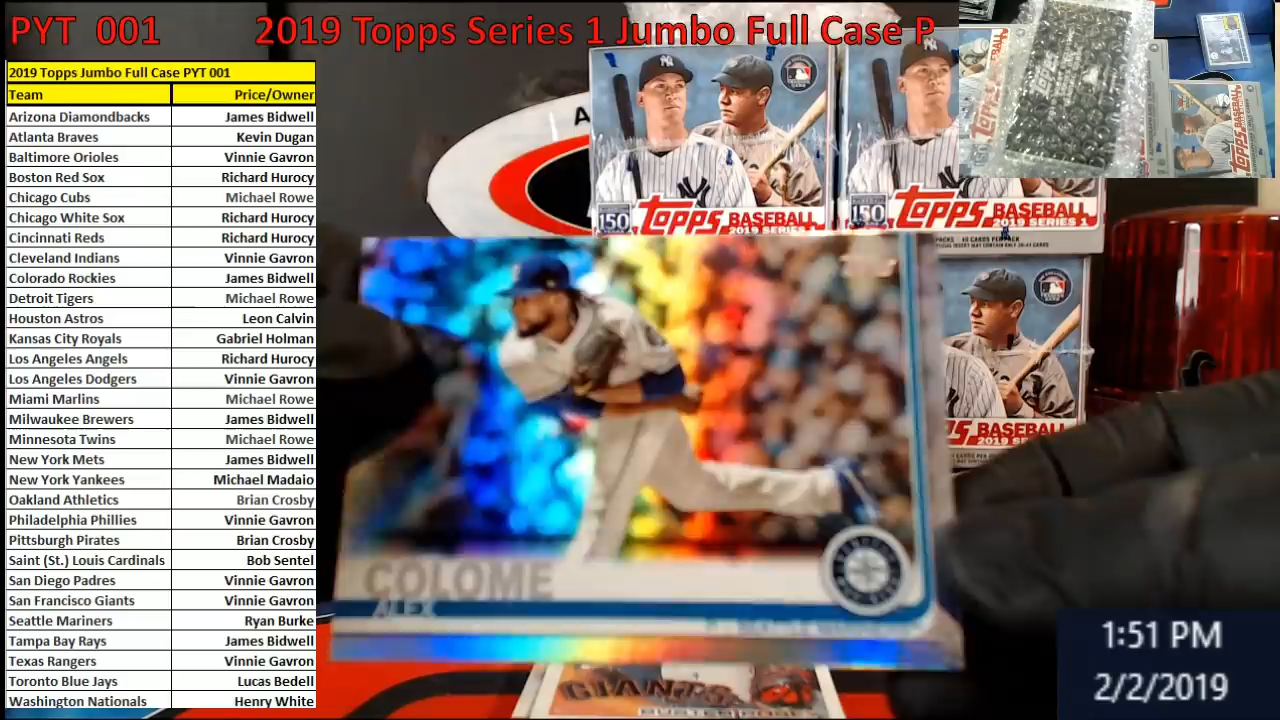 PYT 001 2019 Topps Series 1 Jumbo Full Case P
2019 Topps Jumbo Full Case PYT 001
Team Price/Owner
Arizona Diamondbacks James Bidwell
Atlanta Braves Kevin Dugan
Baltimore Orioles Vinnie Gavron
Boston Red Sox Richard Hurocy
Chicago Cubs Michael Rowe
Chicago White Sox Richard Hurocy
Cincinnati Reds Richard Hurocy
Cleveland Indians Vinnie Gavron
Colorado Rockies James Bidwell
Detroit Tigers Michael Rowe
Houston Astros Leon Calvin
Kansas City Royals Gabriel Holman
Los Angeles Angels Richard Hurocy
Los Angeles Dodgers Vinnie Gavron
Miami Marlins Michael Rowe
Milwaukee Brewers James Bidwell
Minnesota Twins Michael Rowe
New York Mets James Bidwell
New York Yankees Michael Madaio
Oakland Athletics Brian Crosby
Philadelphia Phillies Vinnie Gavron
Pittsburgh Pirates Brian Crosby
Saint (St.) Louis Cardinals Bob Sentel
San Diego Padres Vinnie Gavron
San Francisco Giants Vinnie Gavron
Seattle Mariners Ryan Burke
Tampa Bay Rays James Bidwell
Texas Rangers Vinnie Gavron
Toronto Blue Jays Lucas Bedell
Washington Nationals Henry White
A
150 Topps BASEBALL
2019 SERIES 1
150 Topps BASEBALL
2019 SERIES 1
BASEBALL
Topps
Topps
COLOME
ALEX
GIANTS
BUSTER POSEY
1:51 PM
2/2/2019